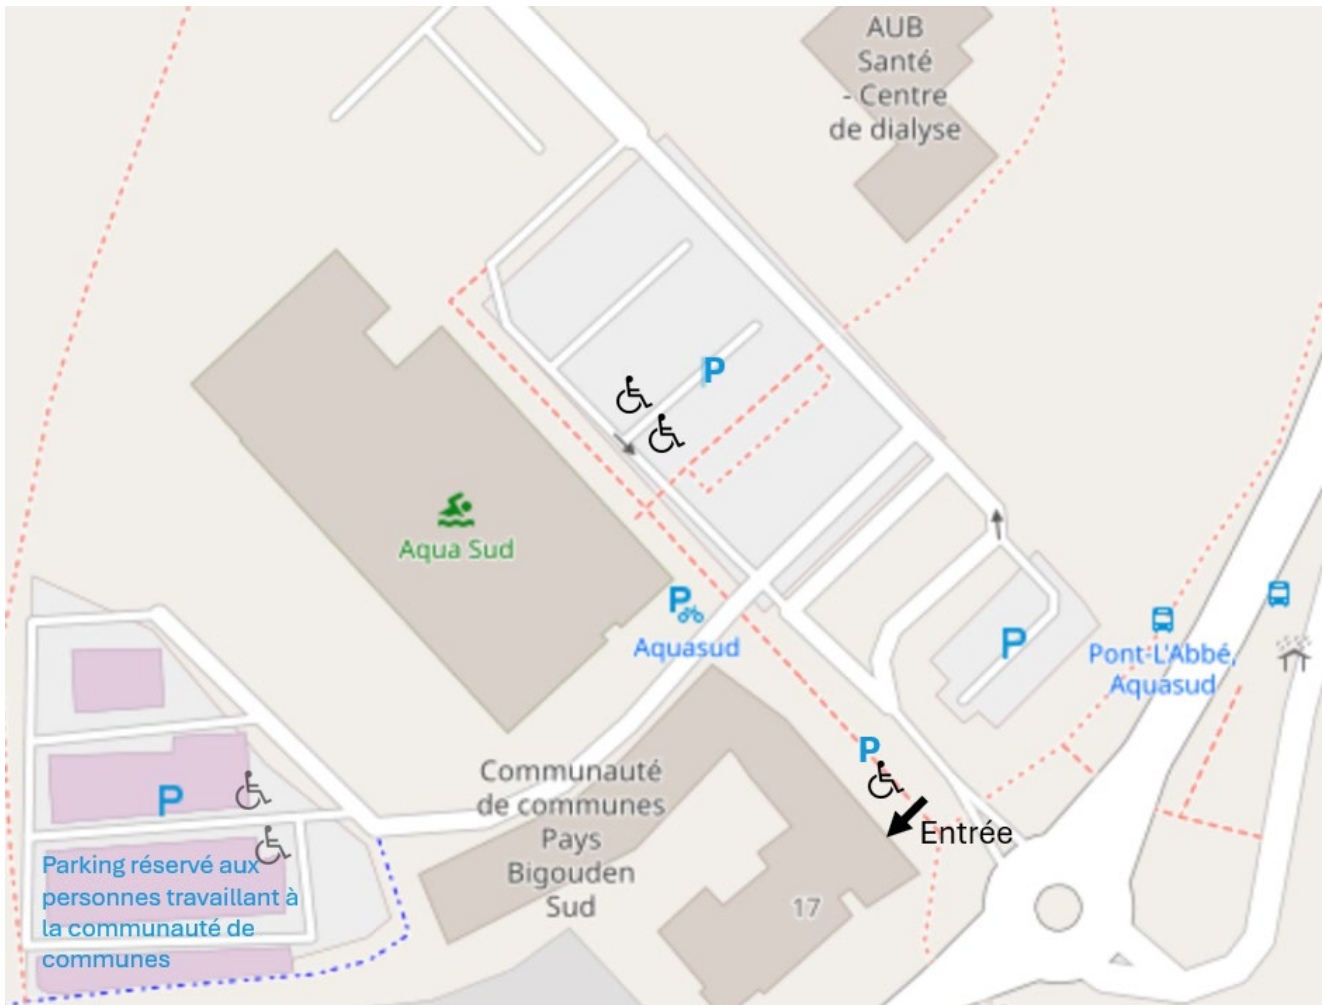 AUB
Santé
- Centre
de dialyse
P
Aqua Sud
P
Aquasud
P
Pont-L'Abbé,
Aquasud
P
Entrée
Communauté
de communes
Pays
Bigouden
Sud
17
P
Parking réservé aux
personnes travaillant à
la communauté de
communes